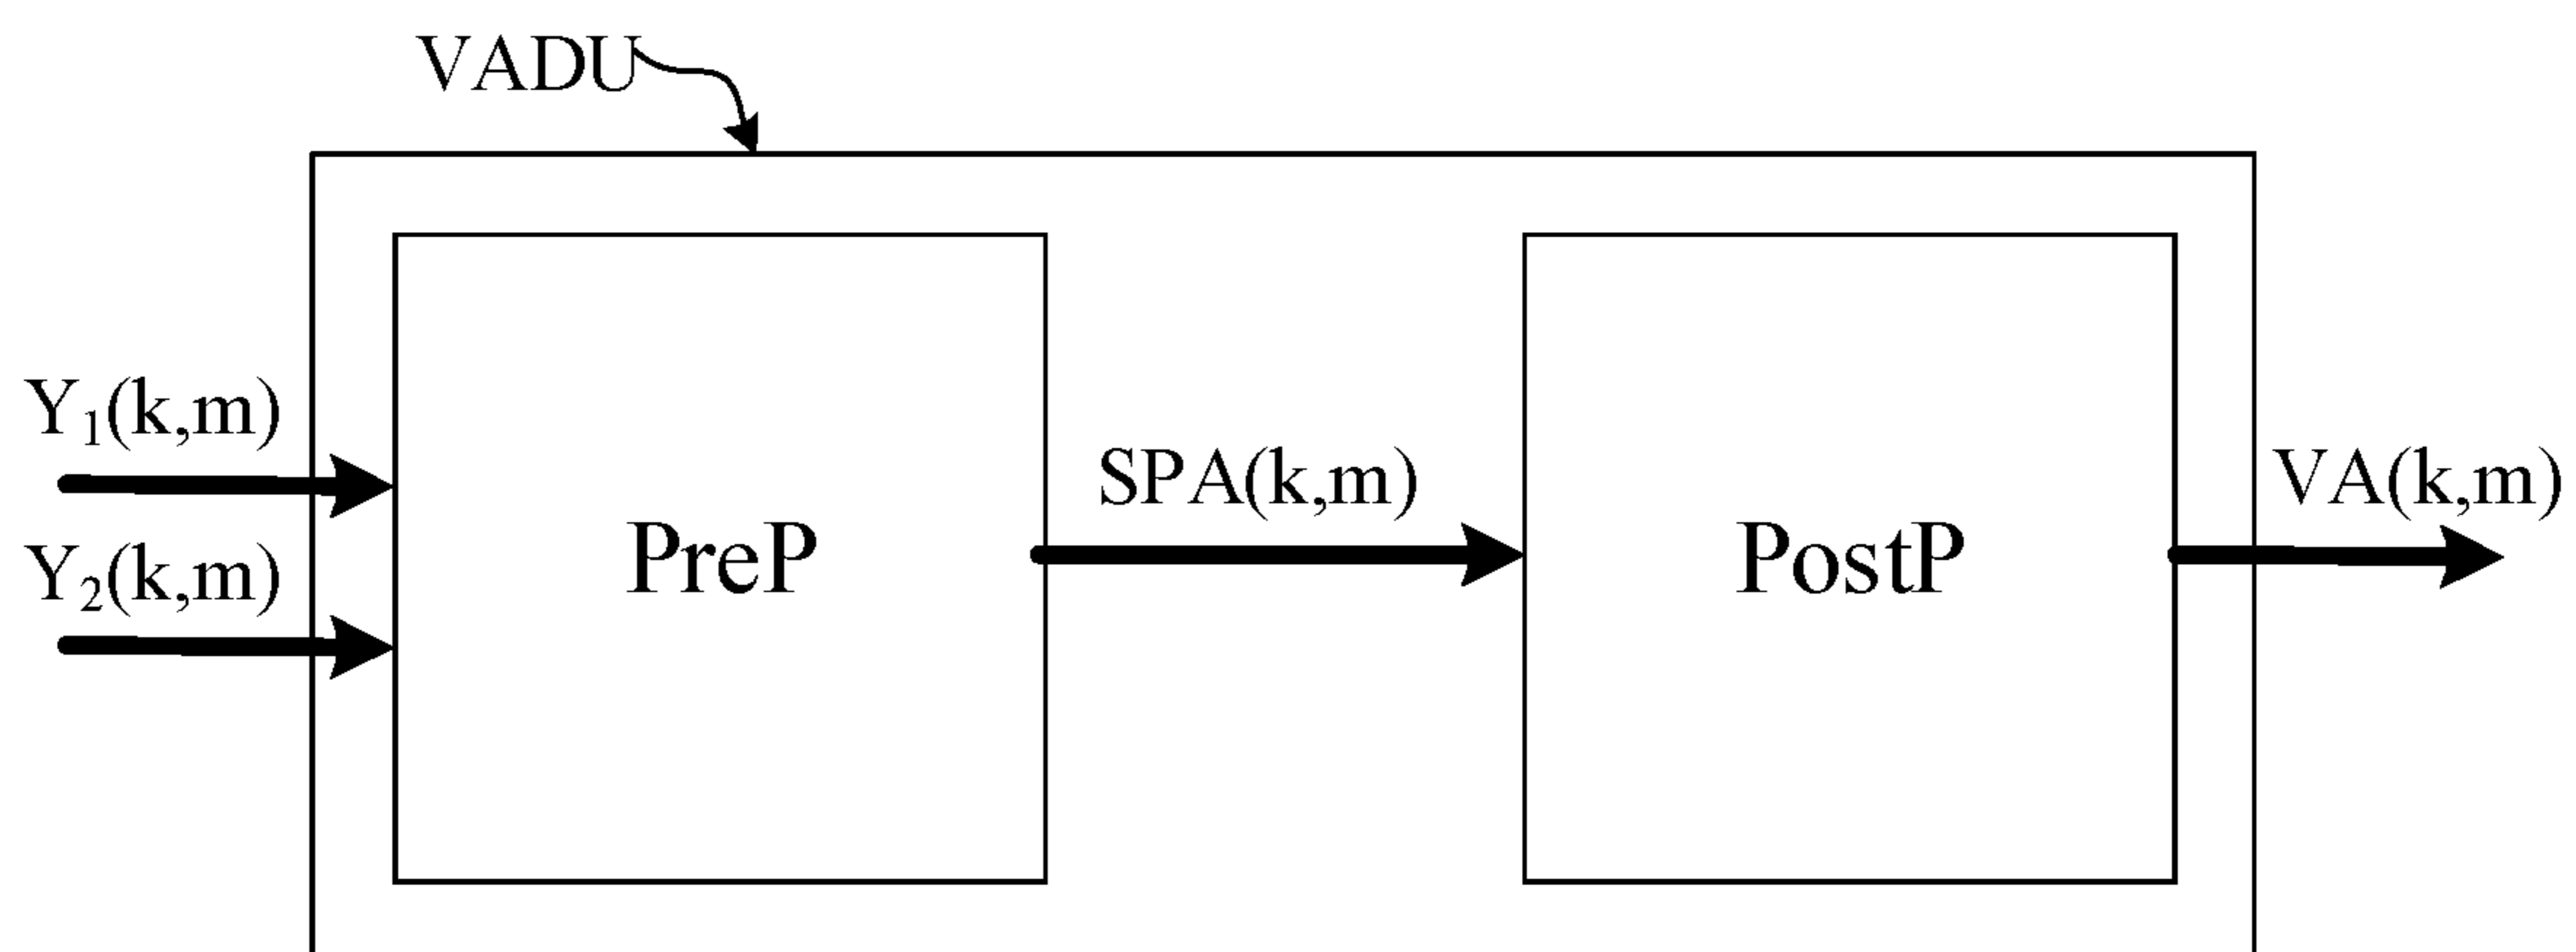 VADU
Y₁(k,m)
Y₂(k,m)
PreP
SPA(k,m)
PostP
VA(k,m)